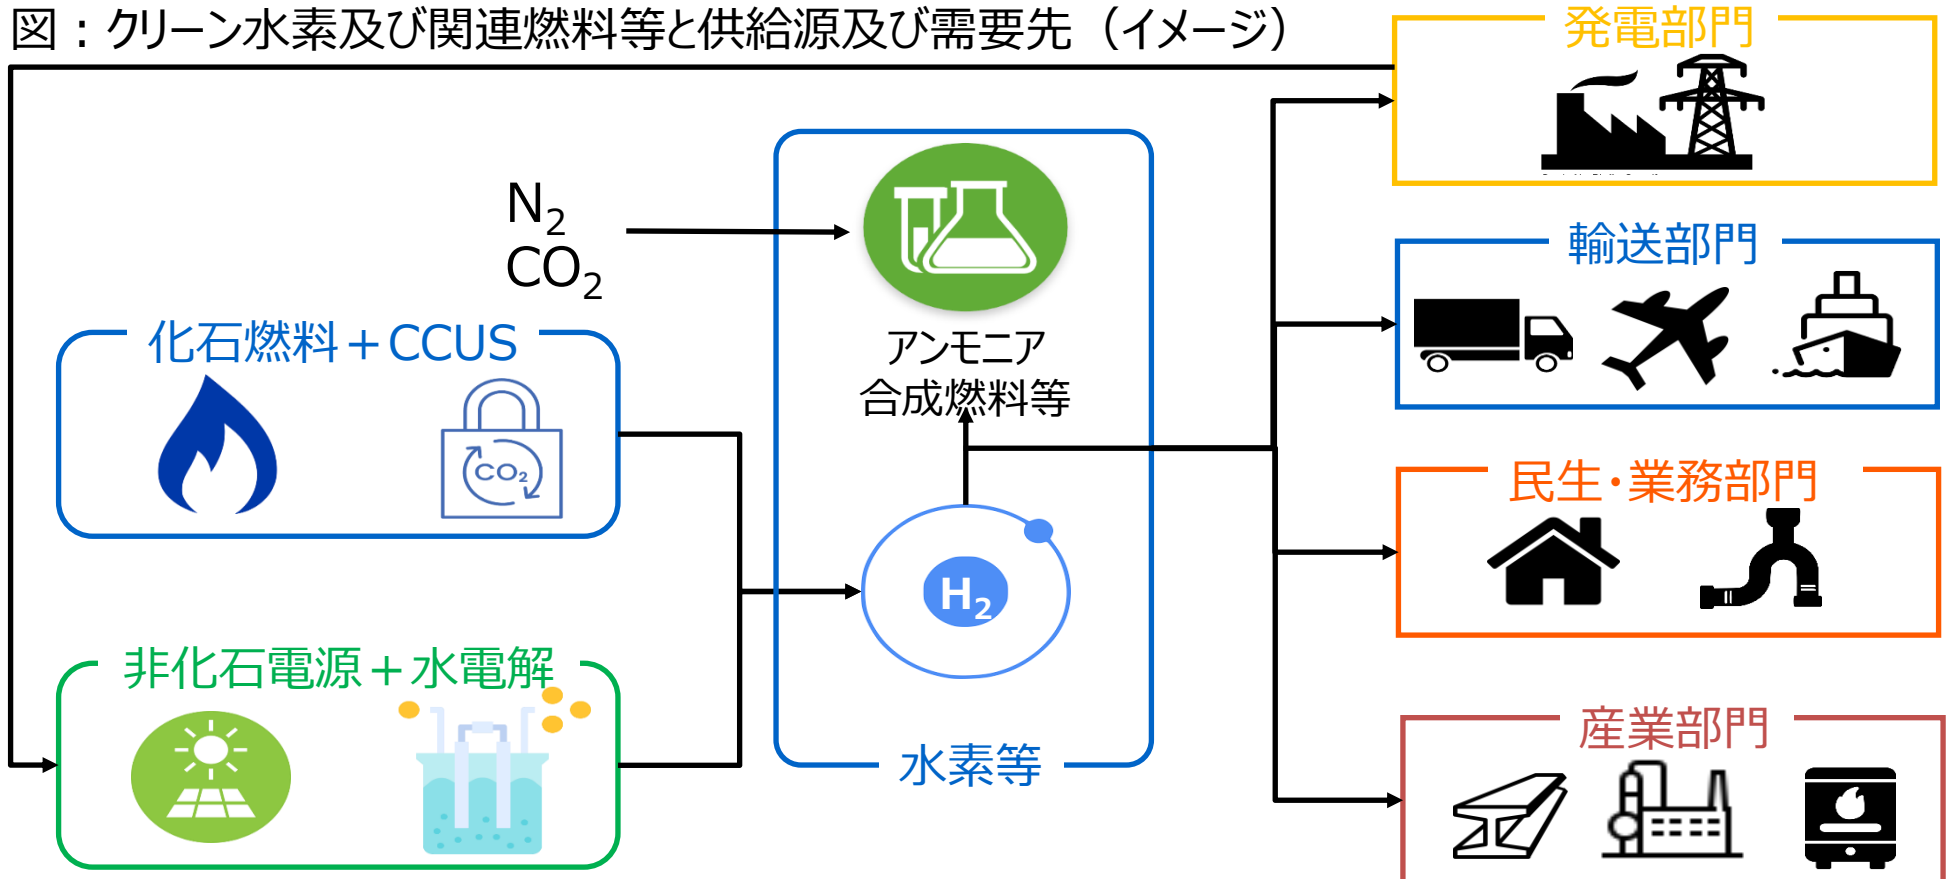 図：クリーン水素及び関連燃料等と供給源及び需要先（イメージ）
発電部門
N2
CO2
輸送部門
化石燃料＋CCUS
アンモニア
合成燃料等
CO2
民生・業務部門
H2
非化石電源＋水電解
水素等
産業部門